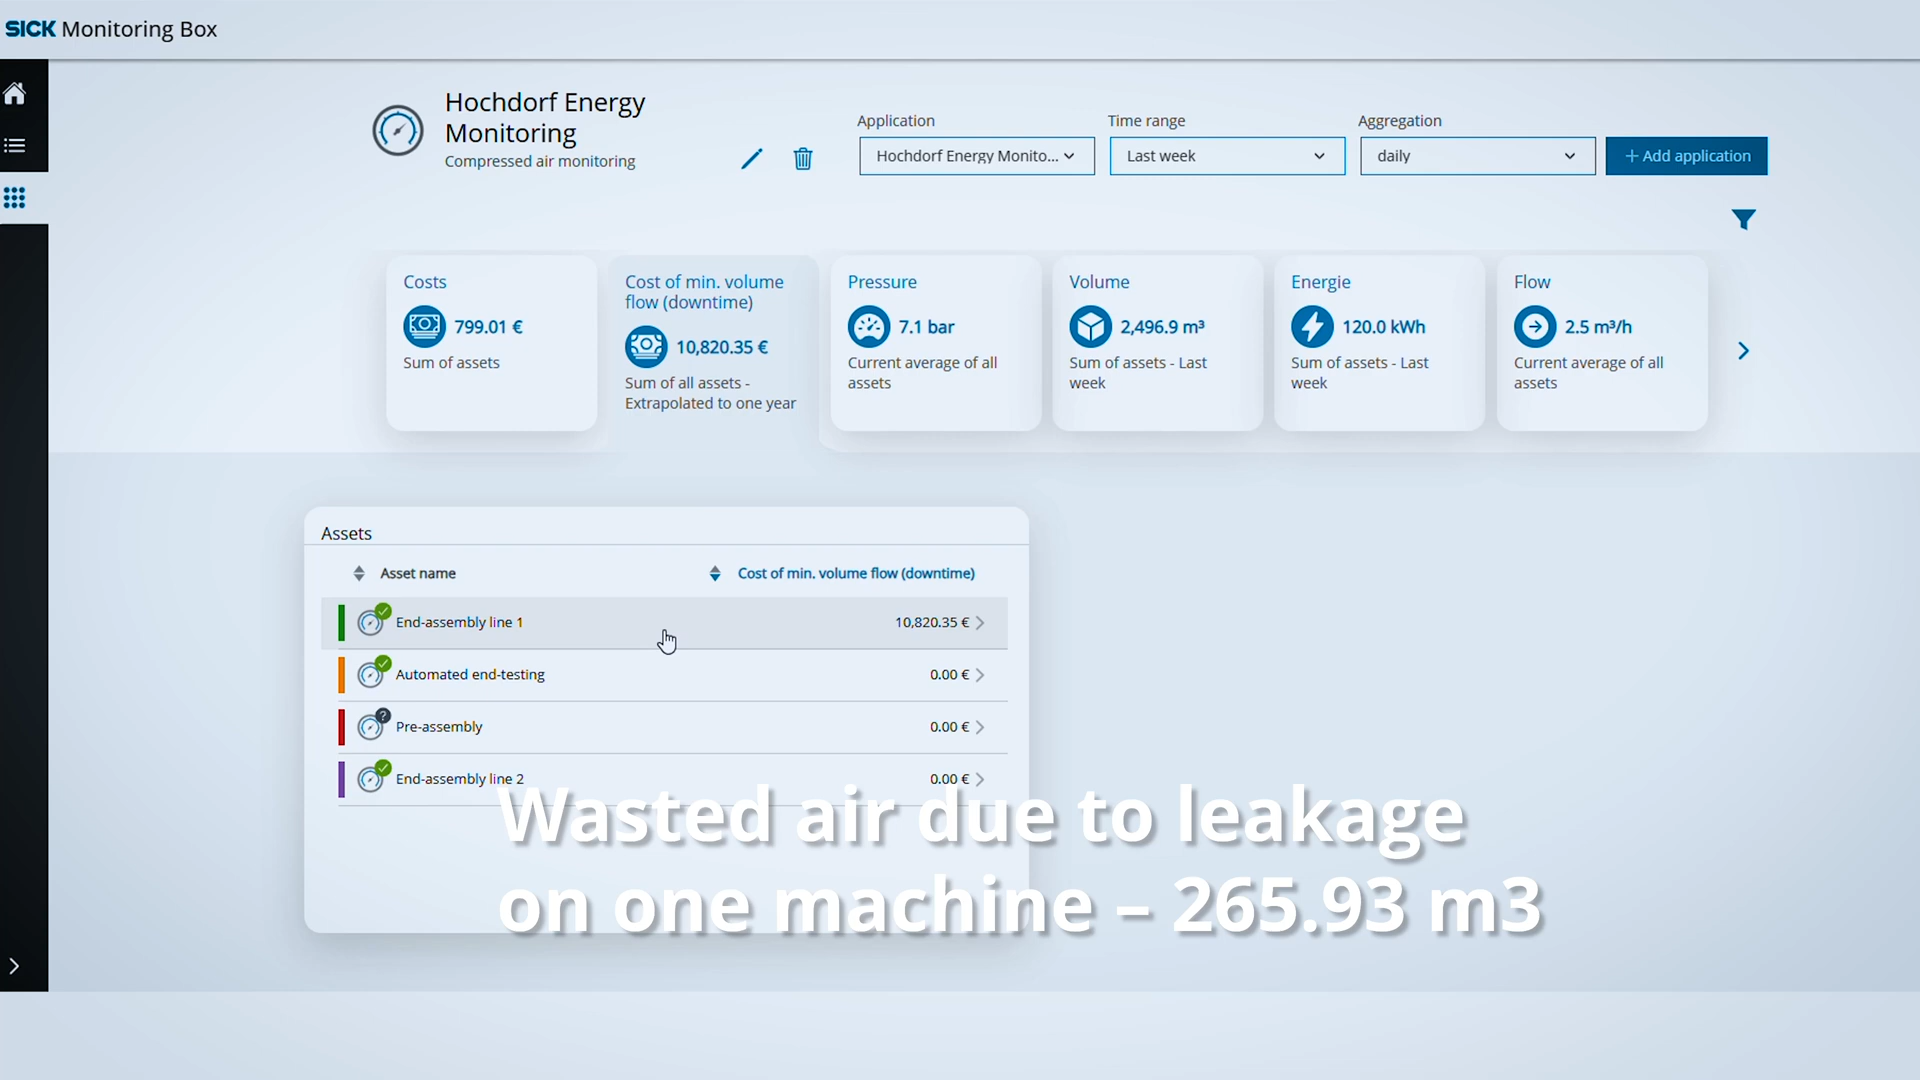 SICK Monitoring Box
Hochdorf Energy
Monitoring
Compressed air monitoring
Application
Hochdorf Energy Monito...
Time range
Last week
Aggregation
daily
+ Add application
Costs
799.01 €
Sum of assets
Cost of min. volume
flow (downtime)
10,820.35 €
Sum of all assets -
Extrapolated to one year
Pressure
7.1 bar
Current average of all
assets
Volume
2,496.9 m³
Sum of assets - Last
week
Energie
120.0 kWh
Sum of assets - Last
week
Flow
2.5 m³/h
Current average of all
assets
Assets
Asset name
Cost of min. volume flow (downtime)
End-assembly line 1
10,820.35 €
Automated end-testing
0.00 €
?
Pre-assembly
0.00 €
End-assembly line 2
0.00 €
Wasted air due to leakage
on one machine – 265.93 m3